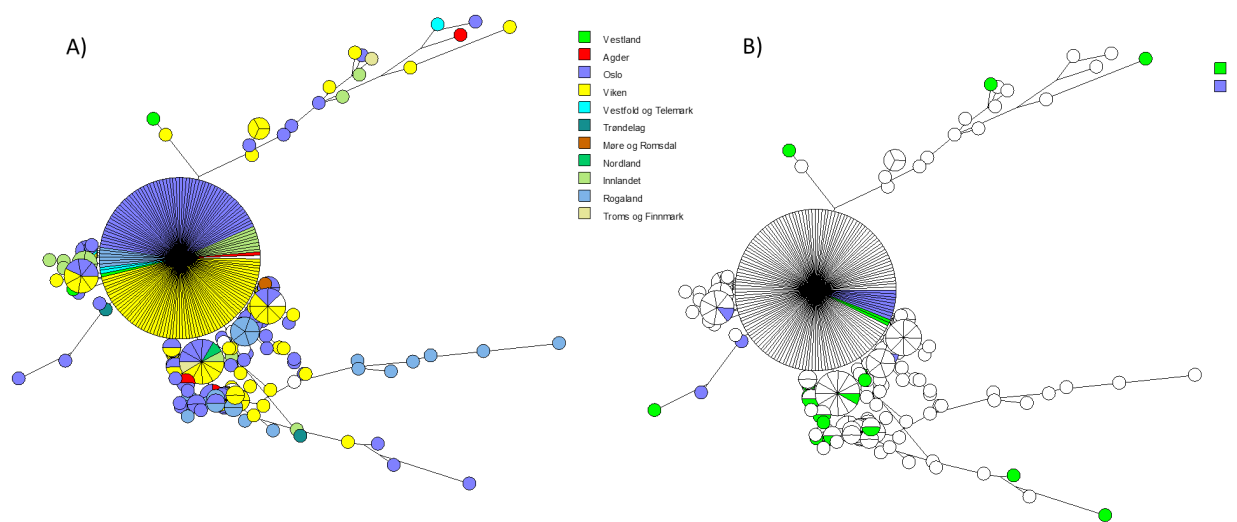 A)
B)
Vestland
Agder
Oslo
Viken
Vestfold og Telemark
Trøndelag
Møre og Romsdal
Nordland
Innlandet
Rogaland
Troms og Finnmark